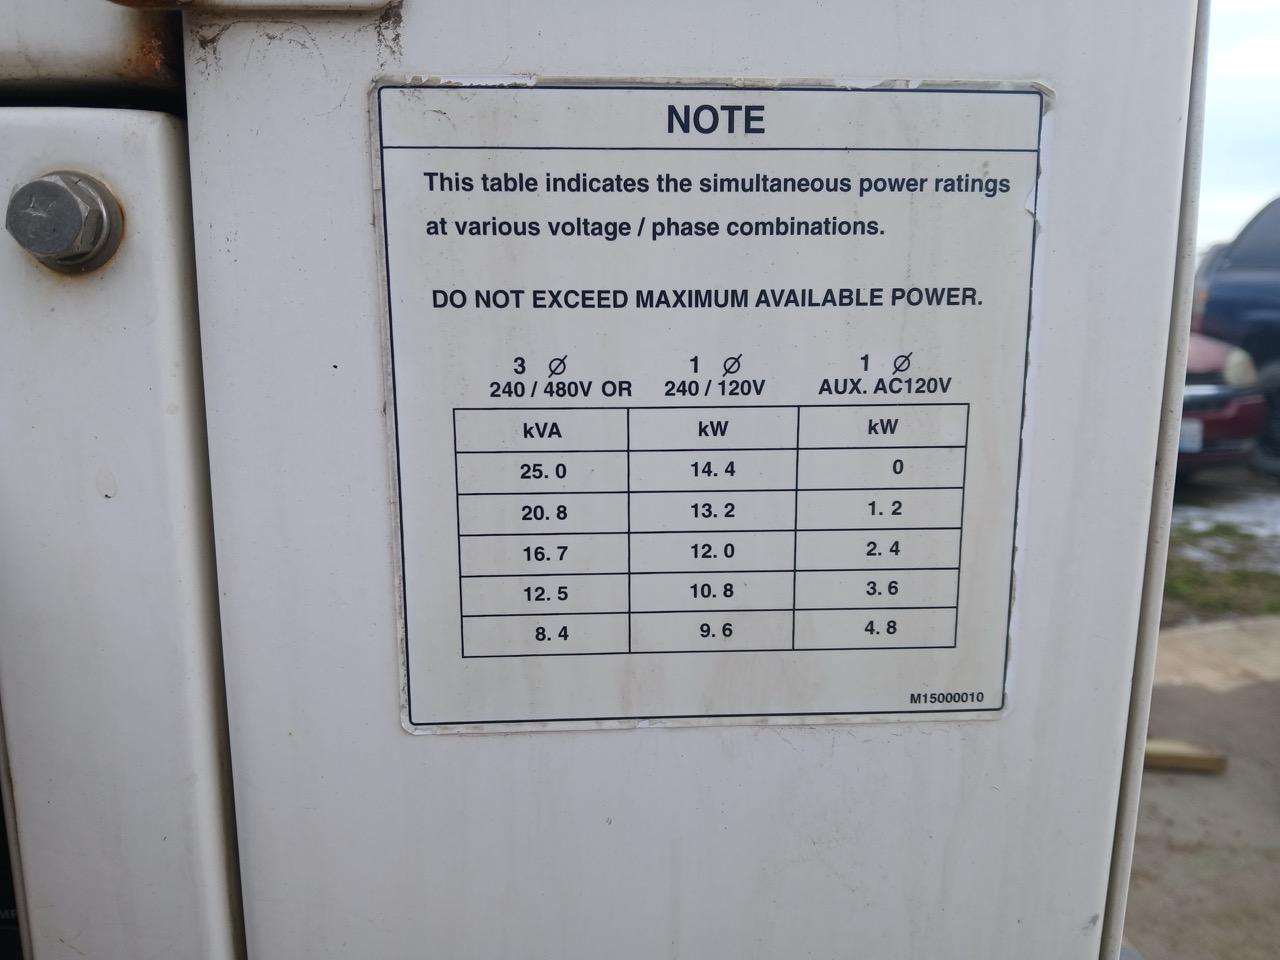 NOTE
This table indicates the simultaneous power ratings
at various voltage / phase combinations.
DO NOT EXCEED MAXIMUM AVAILABLE POWER.
3 ∅ 1 ∅ 1 ∅
240 / 480V OR 240 / 120V AUX. AC120V
kVA kW kW
25. 0 14. 4 0
20. 8 13. 2 1. 2
16. 7 12. 0 2. 4
12. 5 10. 8 3. 6
8. 4 9. 6 4. 8
M15000010